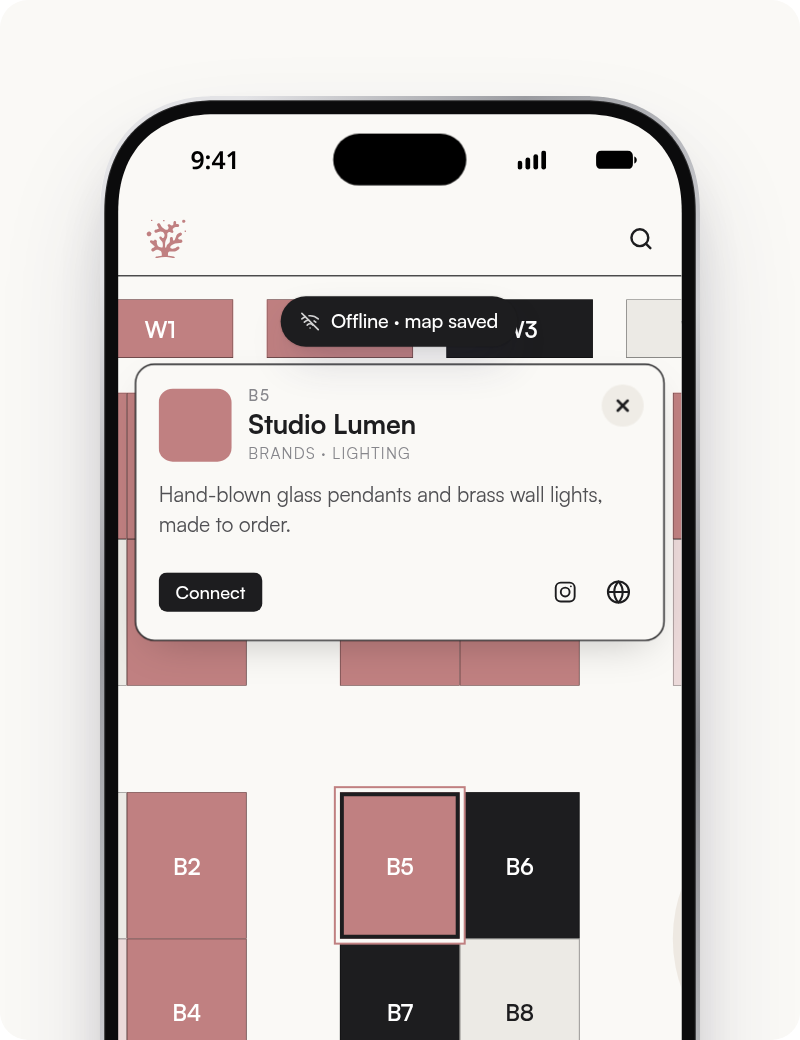 9:41
W1
Offline · map saved
W3
B5
Studio Lumen
BRANDS · LIGHTING
Hand-blown glass pendants and brass wall lights,
made to order.
Connect
B2
B5
B6
B4
B7
B8